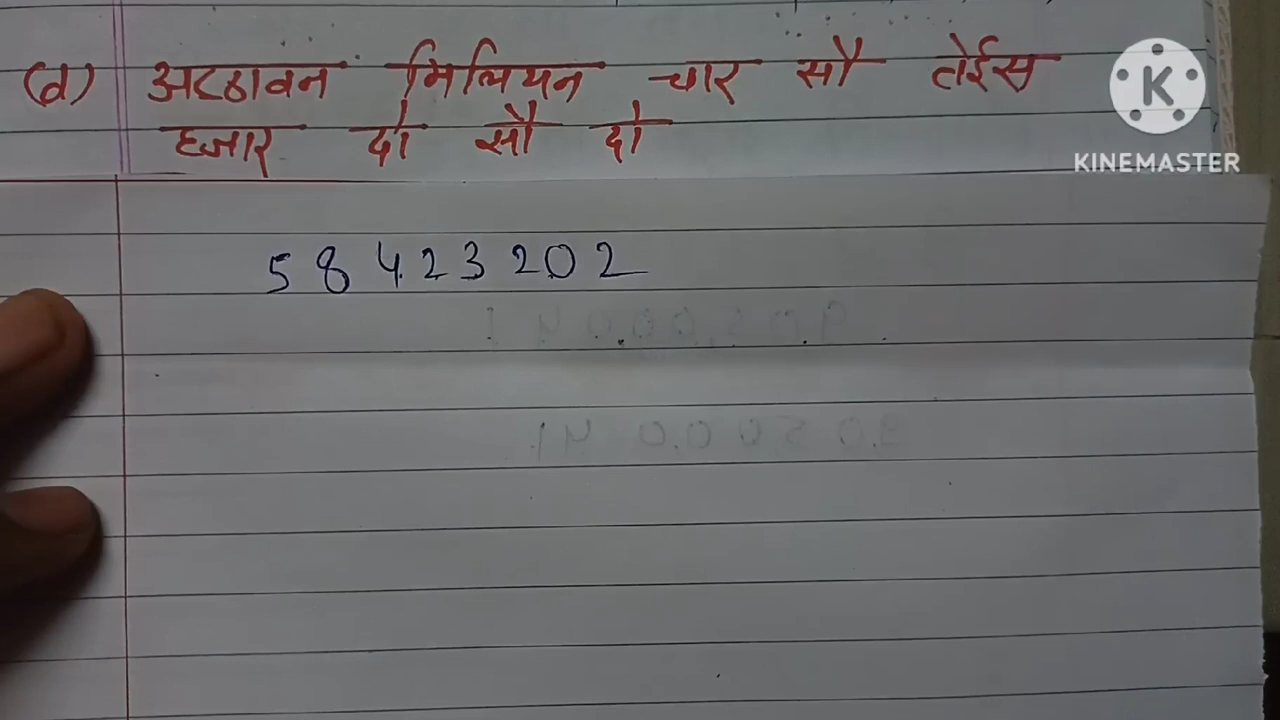 (d) अट्ठावन मिलियन चार सौ तेईस
हजार दो सौ दो
58423202
K
KINEMASTER